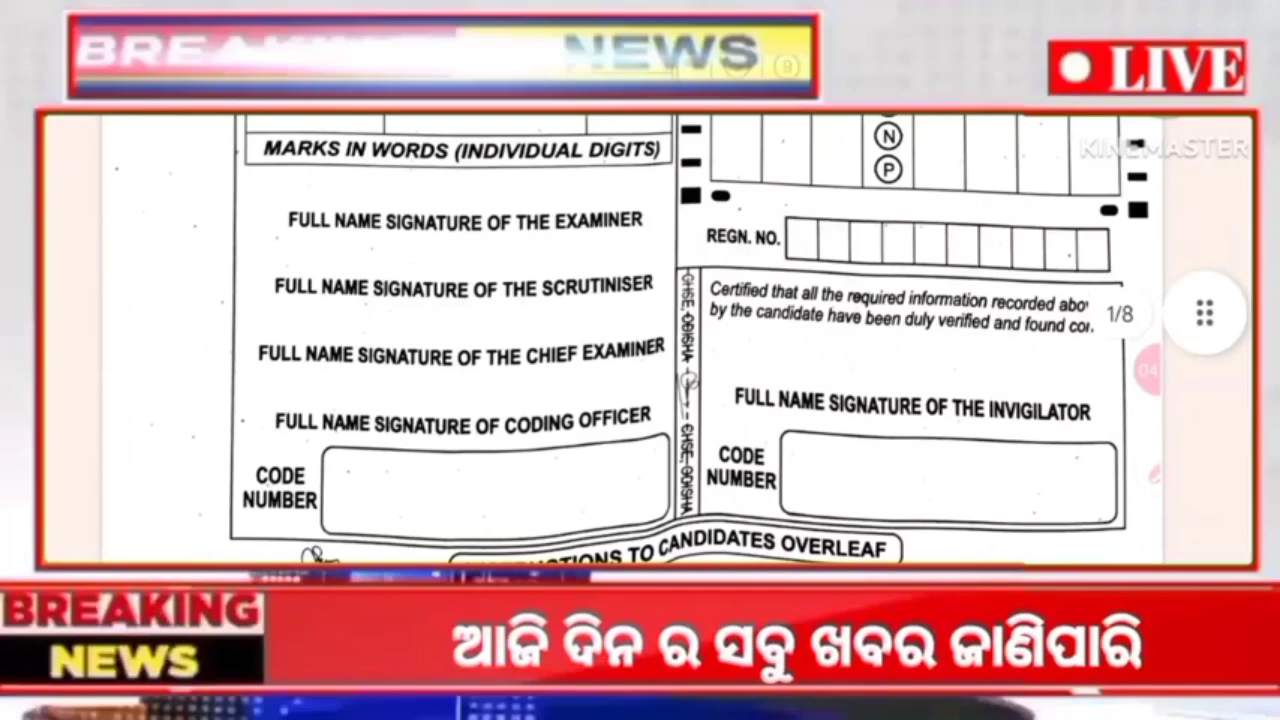 BREAKING NEWS
LIVE
9
KINEMASTER
MARKS IN WORDS (INDIVIDUAL DIGITS)
FULL NAME SIGNATURE OF THE EXAMINER
FULL NAME SIGNATURE OF THE SCRUTINISER
FULL NAME SIGNATURE OF THE CHIEF EXAMINER
FULL NAME SIGNATURE OF CODING OFFICER
CODE
NUMBER
CHSE, ODISHA
CHSE, ODISHA
N
P
REGN. NO.
Certified that all the required information recorded abo
by the candidate have been duly verified and found
1/8
04
FULL NAME SIGNATURE OF THE INVIGILATOR
CODE
NUMBER
TO CANDIDATES OVERLEAF
BREAKING
NEWS
ଆଜି ଦିନ ର ସବୁ ଖବର ଜାଣିପାରି